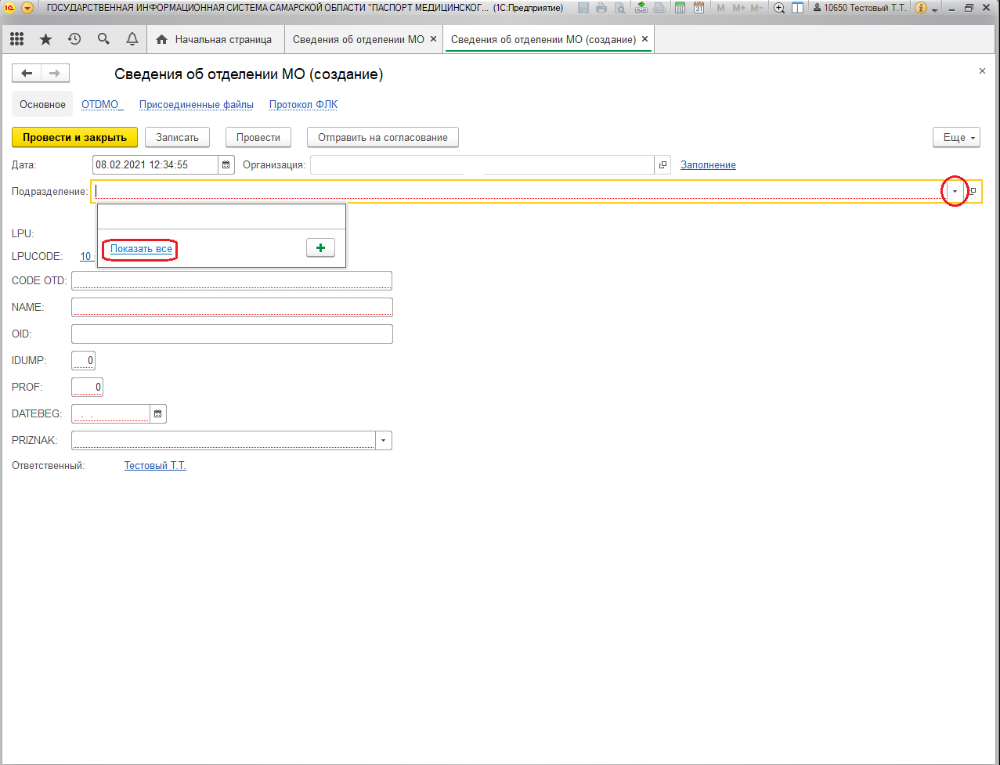 ГОСУДАРСТВЕННАЯ ИНФОРМАЦИОННАЯ СИСТЕМА САМАРСКОЙ ОБЛАСТИ "ПАСПОРТ МЕДИЦИНСКОГ... (1С:Предприятие) M M+ M- 10650 Тестовый Т.Т.
Начальная страница Сведения об отделении МО × Сведения об отделении МО (создание) ×
Сведения об отделении МО (создание)
Основное OTDMO_ Присоединенные файлы Протокол ФЛК
Провести и закрыть Записать Провести Отправить на согласование Еще
Дата: 08.02.2021 12:34:55 Организация: Заполнение
Подразделение:
LPU:
Показать все
LPUCODE: 10
CODE OTD:
NAME:
OID:
IDUMP: 0
PROF: 0
DATEBEG: . .
PRIZNAK:
Ответственный: Тестовый Т.Т.